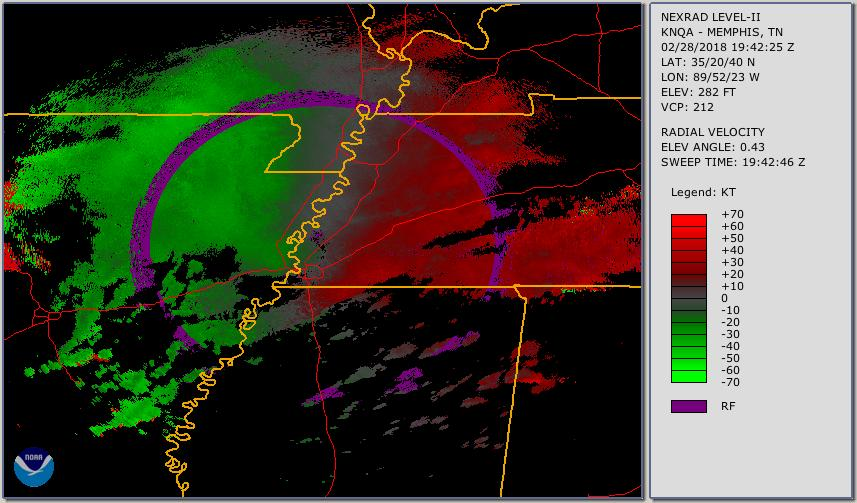 NEXRAD LEVEL-II
KNQA - MEMPHIS, TN
02/28/2018 19:42:25 Z
LAT: 35/20/40 N
LON: 89/52/23 W
ELEV: 282 FT
VCP: 212
RADIAL VELOCITY
ELEV ANGLE: 0.43
SWEEP TIME: 19:42:46 Z
Legend: KT
+70
+60
+50
+40
+30
+20
+10
0
-10
-20
-30
-40
-50
-60
-70
RF
NOAA